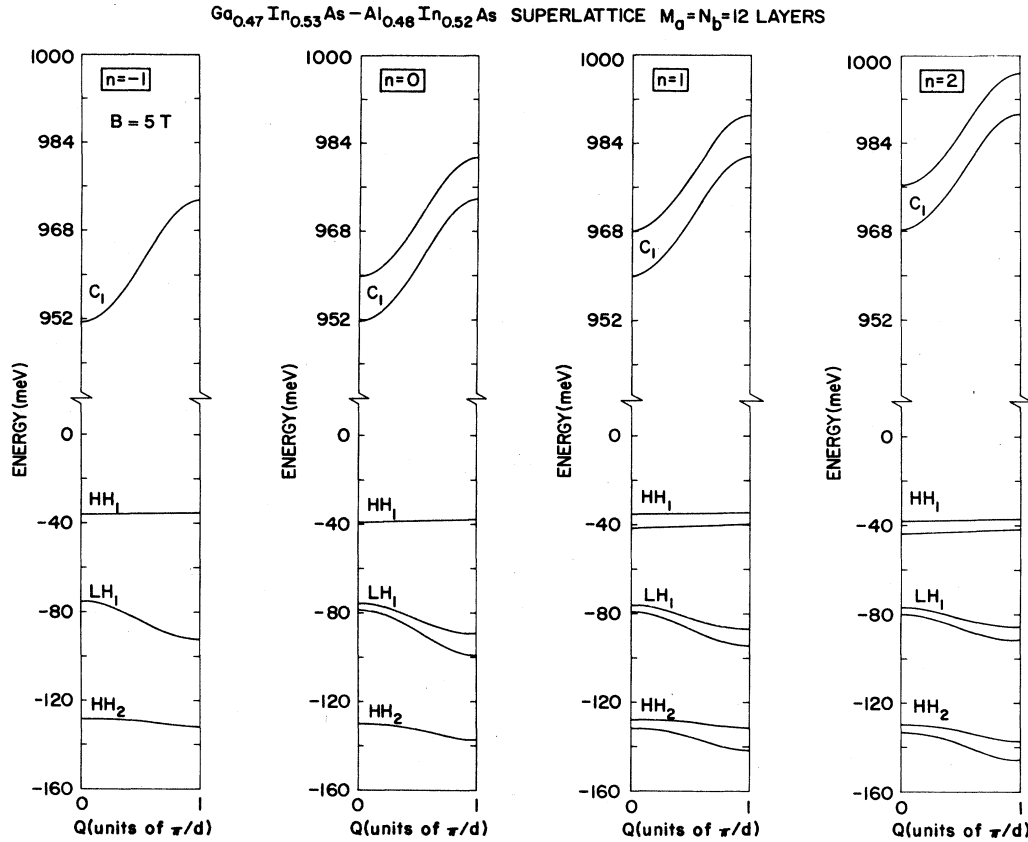 Ga0.47In0.53As–Al0.48In0.52As SUPERLATTICE Ma=Nb=12 LAYERS
n=-1
B = 5 T
1000
984
968
952
0
-40
-80
-120
-160
C1
HH1
LH1
HH2
ENERGY (meV)
0 1
Q(units of π/d)
n=0
1000
984
968
952
0
-40
-80
-120
-160
C1
HH1
LH1
HH2
ENERGY (meV)
0 1
Q(units of π/d)
n=1
1000
984
968
952
0
-40
-80
-120
-160
C1
HH1
LH1
HH2
ENERGY (meV)
0 1
Q(units of π/d)
n=2
1000
984
968
952
0
-40
-80
-120
-160
C1
HH1
LH1
HH2
ENERGY (meV)
0 1
Q(units of π/d)